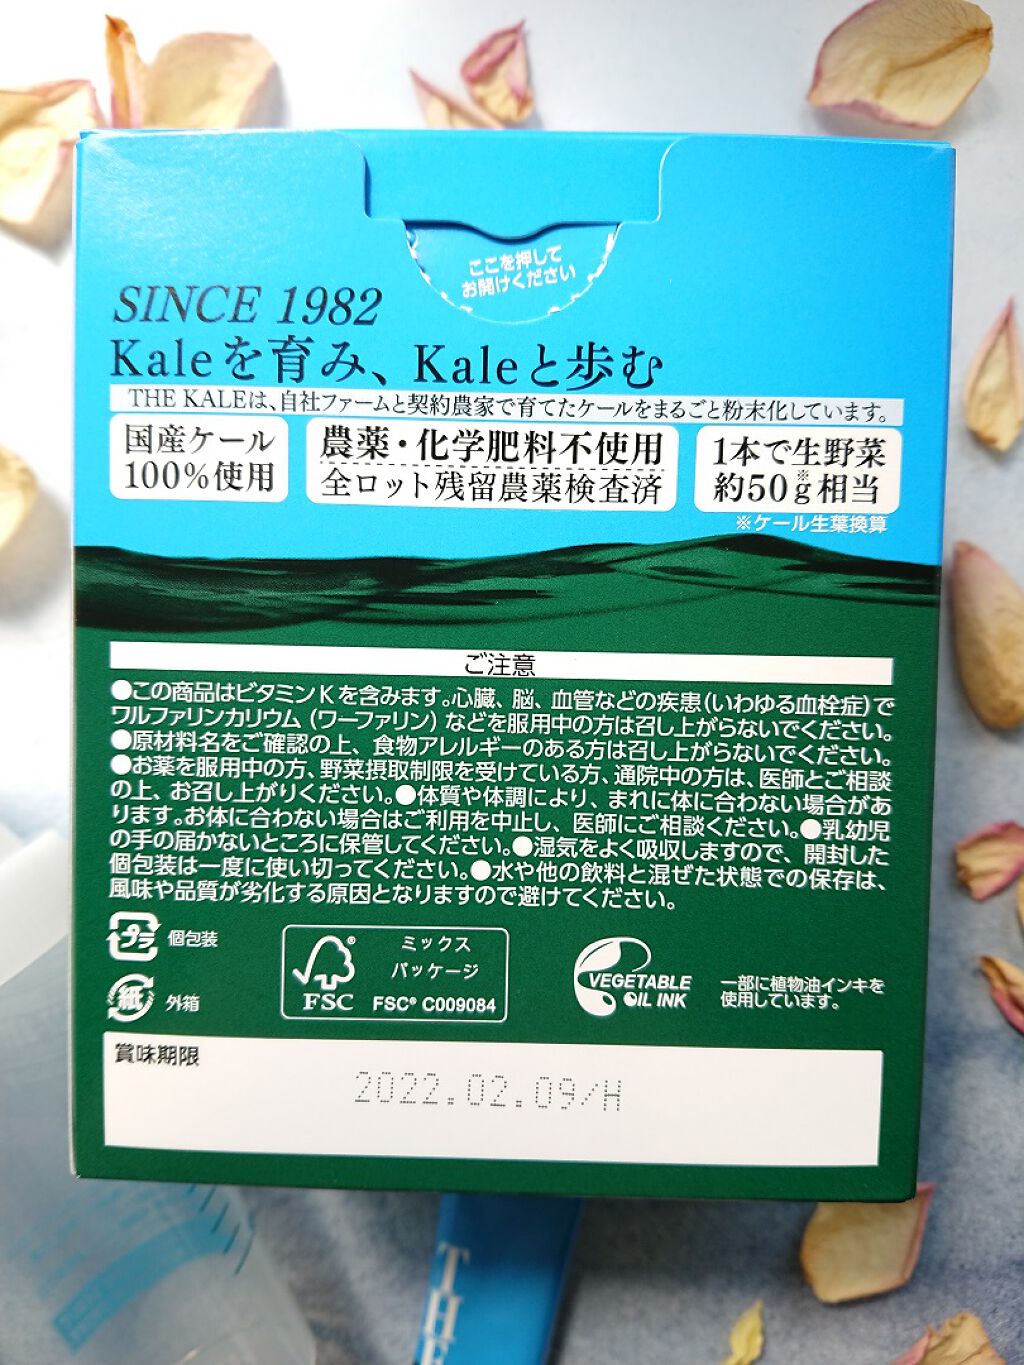 ここを押して
お開けください
SINCE 1982
Kaleを育み、Kaleと歩む
THE KALEは、自社ファームと契約農家で育てたケールをまるごと粉末化しています。
国産ケール
100%使用
農薬・化学肥料不使用
全ロット残留農薬検査済
1本で生野菜
約50g※相当
※ケール生葉換算
ご注意
●この商品はビタミンKを含みます。心臓、脳、血管などの疾患(いわゆる血栓症)で
ワルファリンカリウム(ワーファリン)などを服用中の方は召し上がらないでください。
●原材料名をご確認の上、食物アレルギーのある方は召し上がらないでください。
●お薬を服用中の方、野菜摂取制限を受けている方、通院中の方は、医師とご相談
の上、お召し上がりください。●体質や体調により、まれに体に合わない場合があ
ります。お体に合わない場合はご利用を中止し、医師にご相談ください。●乳幼児
の手の届かないところに保管してください。●湿気をよく吸収しますので、開封した
個包装は一度に使い切ってください。●水や他の飲料と混ぜた状態での保存は、
風味や品質が劣化する原因となりますので避けてください。
プラ 個包装
紙 外箱
FSC®
ミックス
パッケージ
FSC® C009084
VEGETABLE
OIL INK
一部に植物油インキを
使用しています。
賞味期限
2022.02.09/H
THE